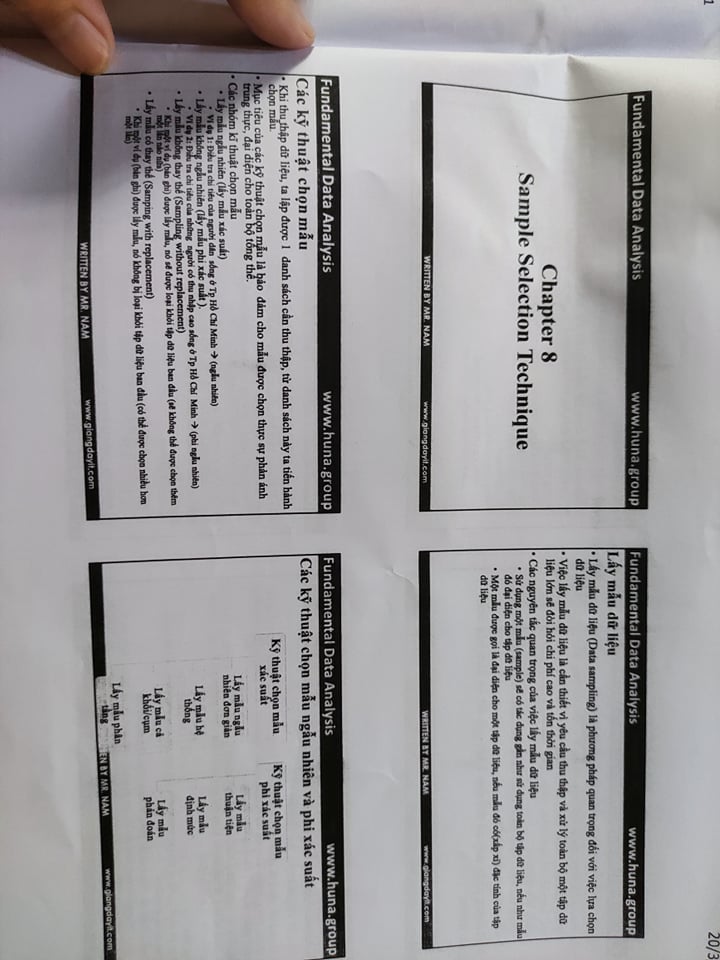 Fundamental Data Analysis www.huna.group
Chapter 8
Sample Selection Technique
WRITTEN BY MR. NAM www.giangdayit.com
Fundamental Data Analysis www.huna.group
Lấy mẫu dữ liệu
• Lấy mẫu dữ liệu (Data sampling) là phương pháp quan trọng đối với việc lựa chọn
dữ liệu
• Việc lấy mẫu dữ liệu là cần thiết vì yêu cầu thu thập và xử lý toàn bộ một tập dữ
liệu lớn sẽ đòi hỏi chi phí cao và tốn thời gian
• Các nguyên tắc quan trọng của việc lấy mẫu dữ liệu
• Sử dụng một mẫu (sample) sẽ có tác dụng gần như sử dụng toàn bộ tập dữ liệu, nếu như mẫu
đó đại diện cho tập dữ liệu
• Một mẫu được gọi là đại diện cho một tập dữ liệu, nếu mẫu đó có(xấp xỉ) đặc tính của tập
dữ liệu
WRITTEN BY MR. NAM www.giangdayit.com
Fundamental Data Analysis www.huna.group
Các kỹ thuật chọn mẫu
• Khi thu thập dữ liệu, ta lập được 1 danh sách cần thu thập, từ danh sách này ta tiến hành
chọn mẫu.
• Mục tiêu của các kỹ thuật chọn mẫu là bảo đảm cho mẫu được chọn thực sự phản ánh
trung thực, đại diện cho toàn bộ tổng thể.
• Các nhóm kĩ thuật chọn mẫu
• Lấy mẫu ngẫu nhiên (lấy mẫu xác suất)
• Ví dụ 1: Điều tra chi tiêu của người dân sống ở Tp Hồ Chí Minh → (ngẫu nhiên)
• Lấy mẫu không ngẫu nhiên (lấy mẫu phi xác suất).
• Ví dụ 2: Điều tra chi tiêu của những người có thu nhập cao sống ở Tp Hồ Chí Minh → (phi ngẫu nhiên)
• Lấy mẫu không thay thế (Sampling without replacement)
• Khi một ví dụ (bản ghi) được lấy mẫu, nó sẽ được loại khỏi tập dữ liệu ban đầu (sẽ không thể được chọn thêm
một lần nào nữa)
• Lấy mẫu có thay thế (Samping with replacement)
• Khi một ví dụ (bản ghi) được lấy mẫu, nó không bị loại khỏi tập dữ liệu ban đầu (có thể được chọn nhiều hơn
một lần)
WRITTEN BY MR. NAM www.giangdayit.com
Fundamental Data Analysis www.huna.group
Các kỹ thuật chọn mẫu ngẫu nhiên và phi xác suất
Kỹ thuật chọn mẫu
xác suất
Lấy mẫu ngẫu
nhiên đơn giản
Lấy mẫu hệ
thống
Lấy mẫu cả
khối/cụm
Lấy mẫu phân
tầng
Kỹ thuật chọn mẫu
phi xác suất
Lấy mẫu
thuận tiện
Lấy mẫu
định mức
Lấy mẫu
phán đoán
EN BY MR. NAM www.giangdayit.com
20/3
1